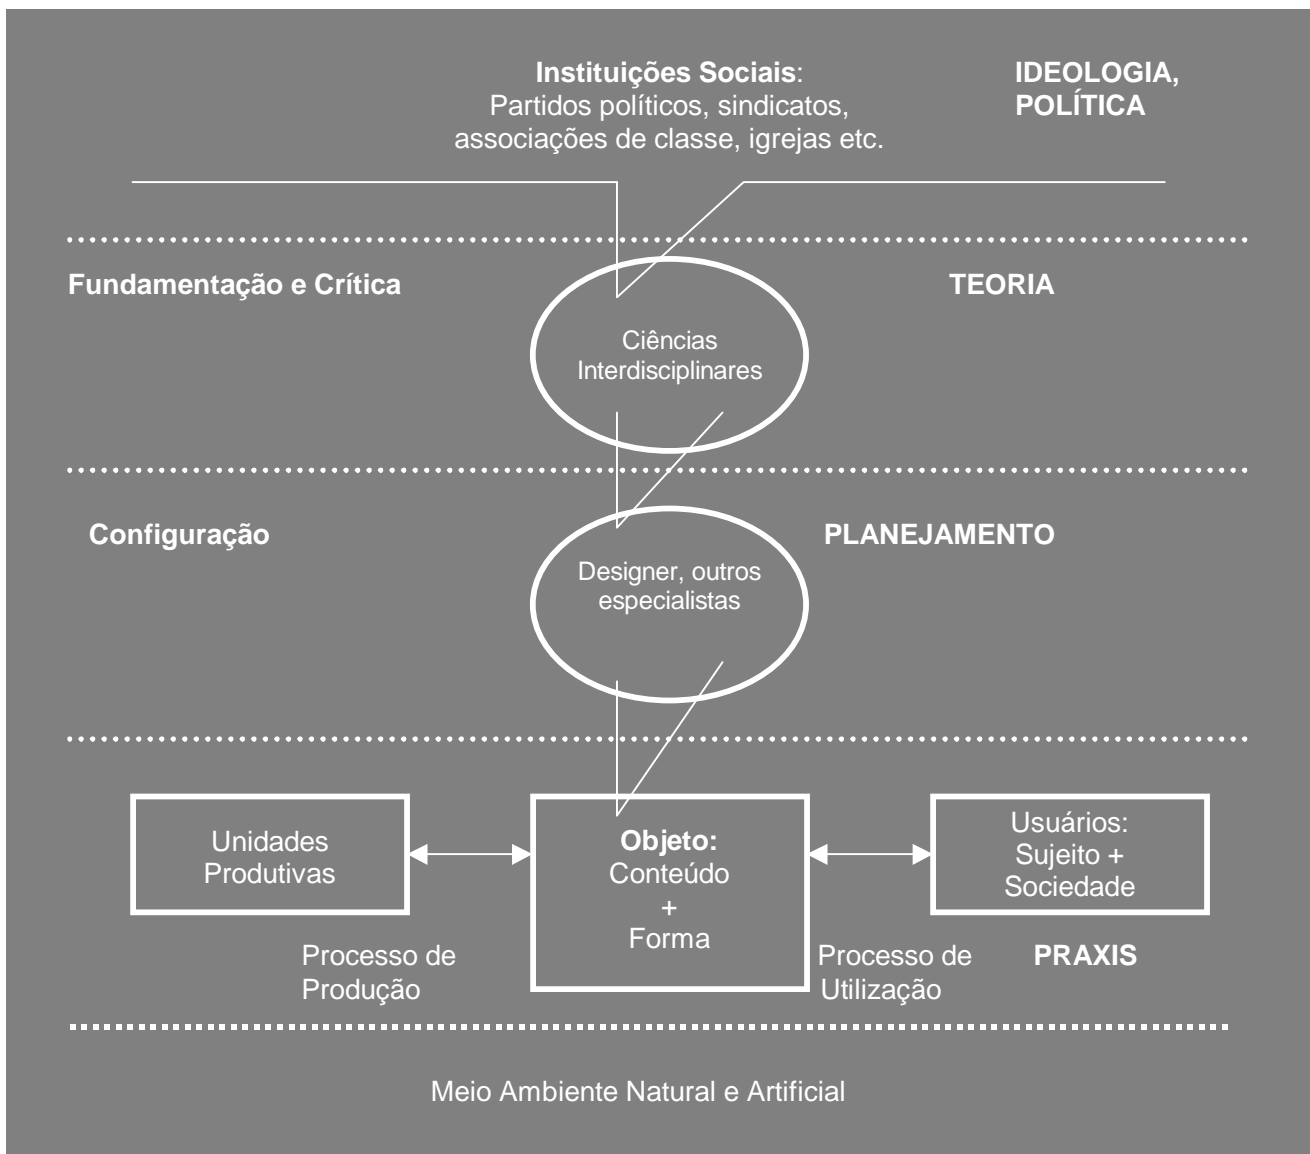 Instituições Sociais:
Partidos políticos, sindicatos,
associações de classe, igrejas etc.
IDEOLOGIA,
POLÍTICA
Fundamentação e Crítica
TEORIA
Ciências
Interdisciplinares
Configuração
PLANEJAMENTO
Designer, outros
especialistas
Unidades
Produtivas
Objeto:
Conteúdo
+
Forma
Usuários:
Sujeito +
Sociedade
Processo de
Produção
Processo de
Utilização
PRAXIS
Meio Ambiente Natural e Artificial